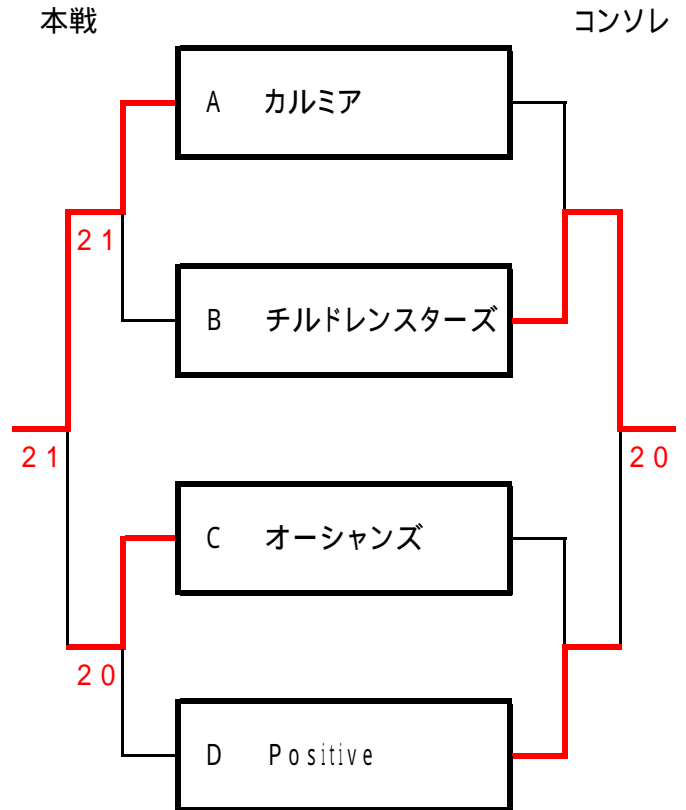 本戦 コンソレ
A カルミア
２１
B チルドレンスターズ
２１ ２０
C オーシャンズ
２０
D Positive